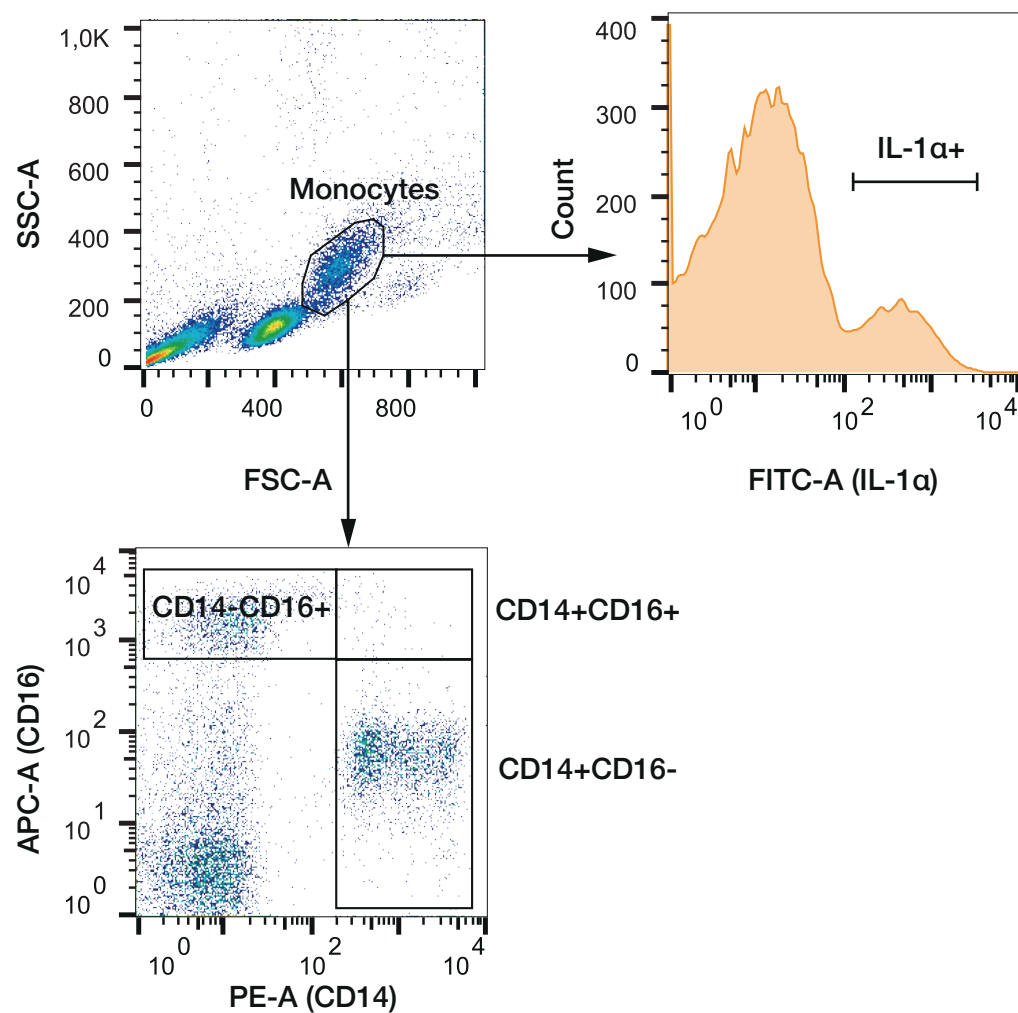 1,0K
800
600
400
200
0
SSC-A
Monocytes
0
400
800
FSC-A
400
300
200
100
0
Count
IL-1α+
10 0
10 2
10 4
FITC-A (IL-1α)
10 4
10 3
10 2
10 1
10 0
APC-A (CD16)
CD14-CD16+
CD14+CD16+
CD14+CD16-
10 0
10 2
10 4
PE-A (CD14)